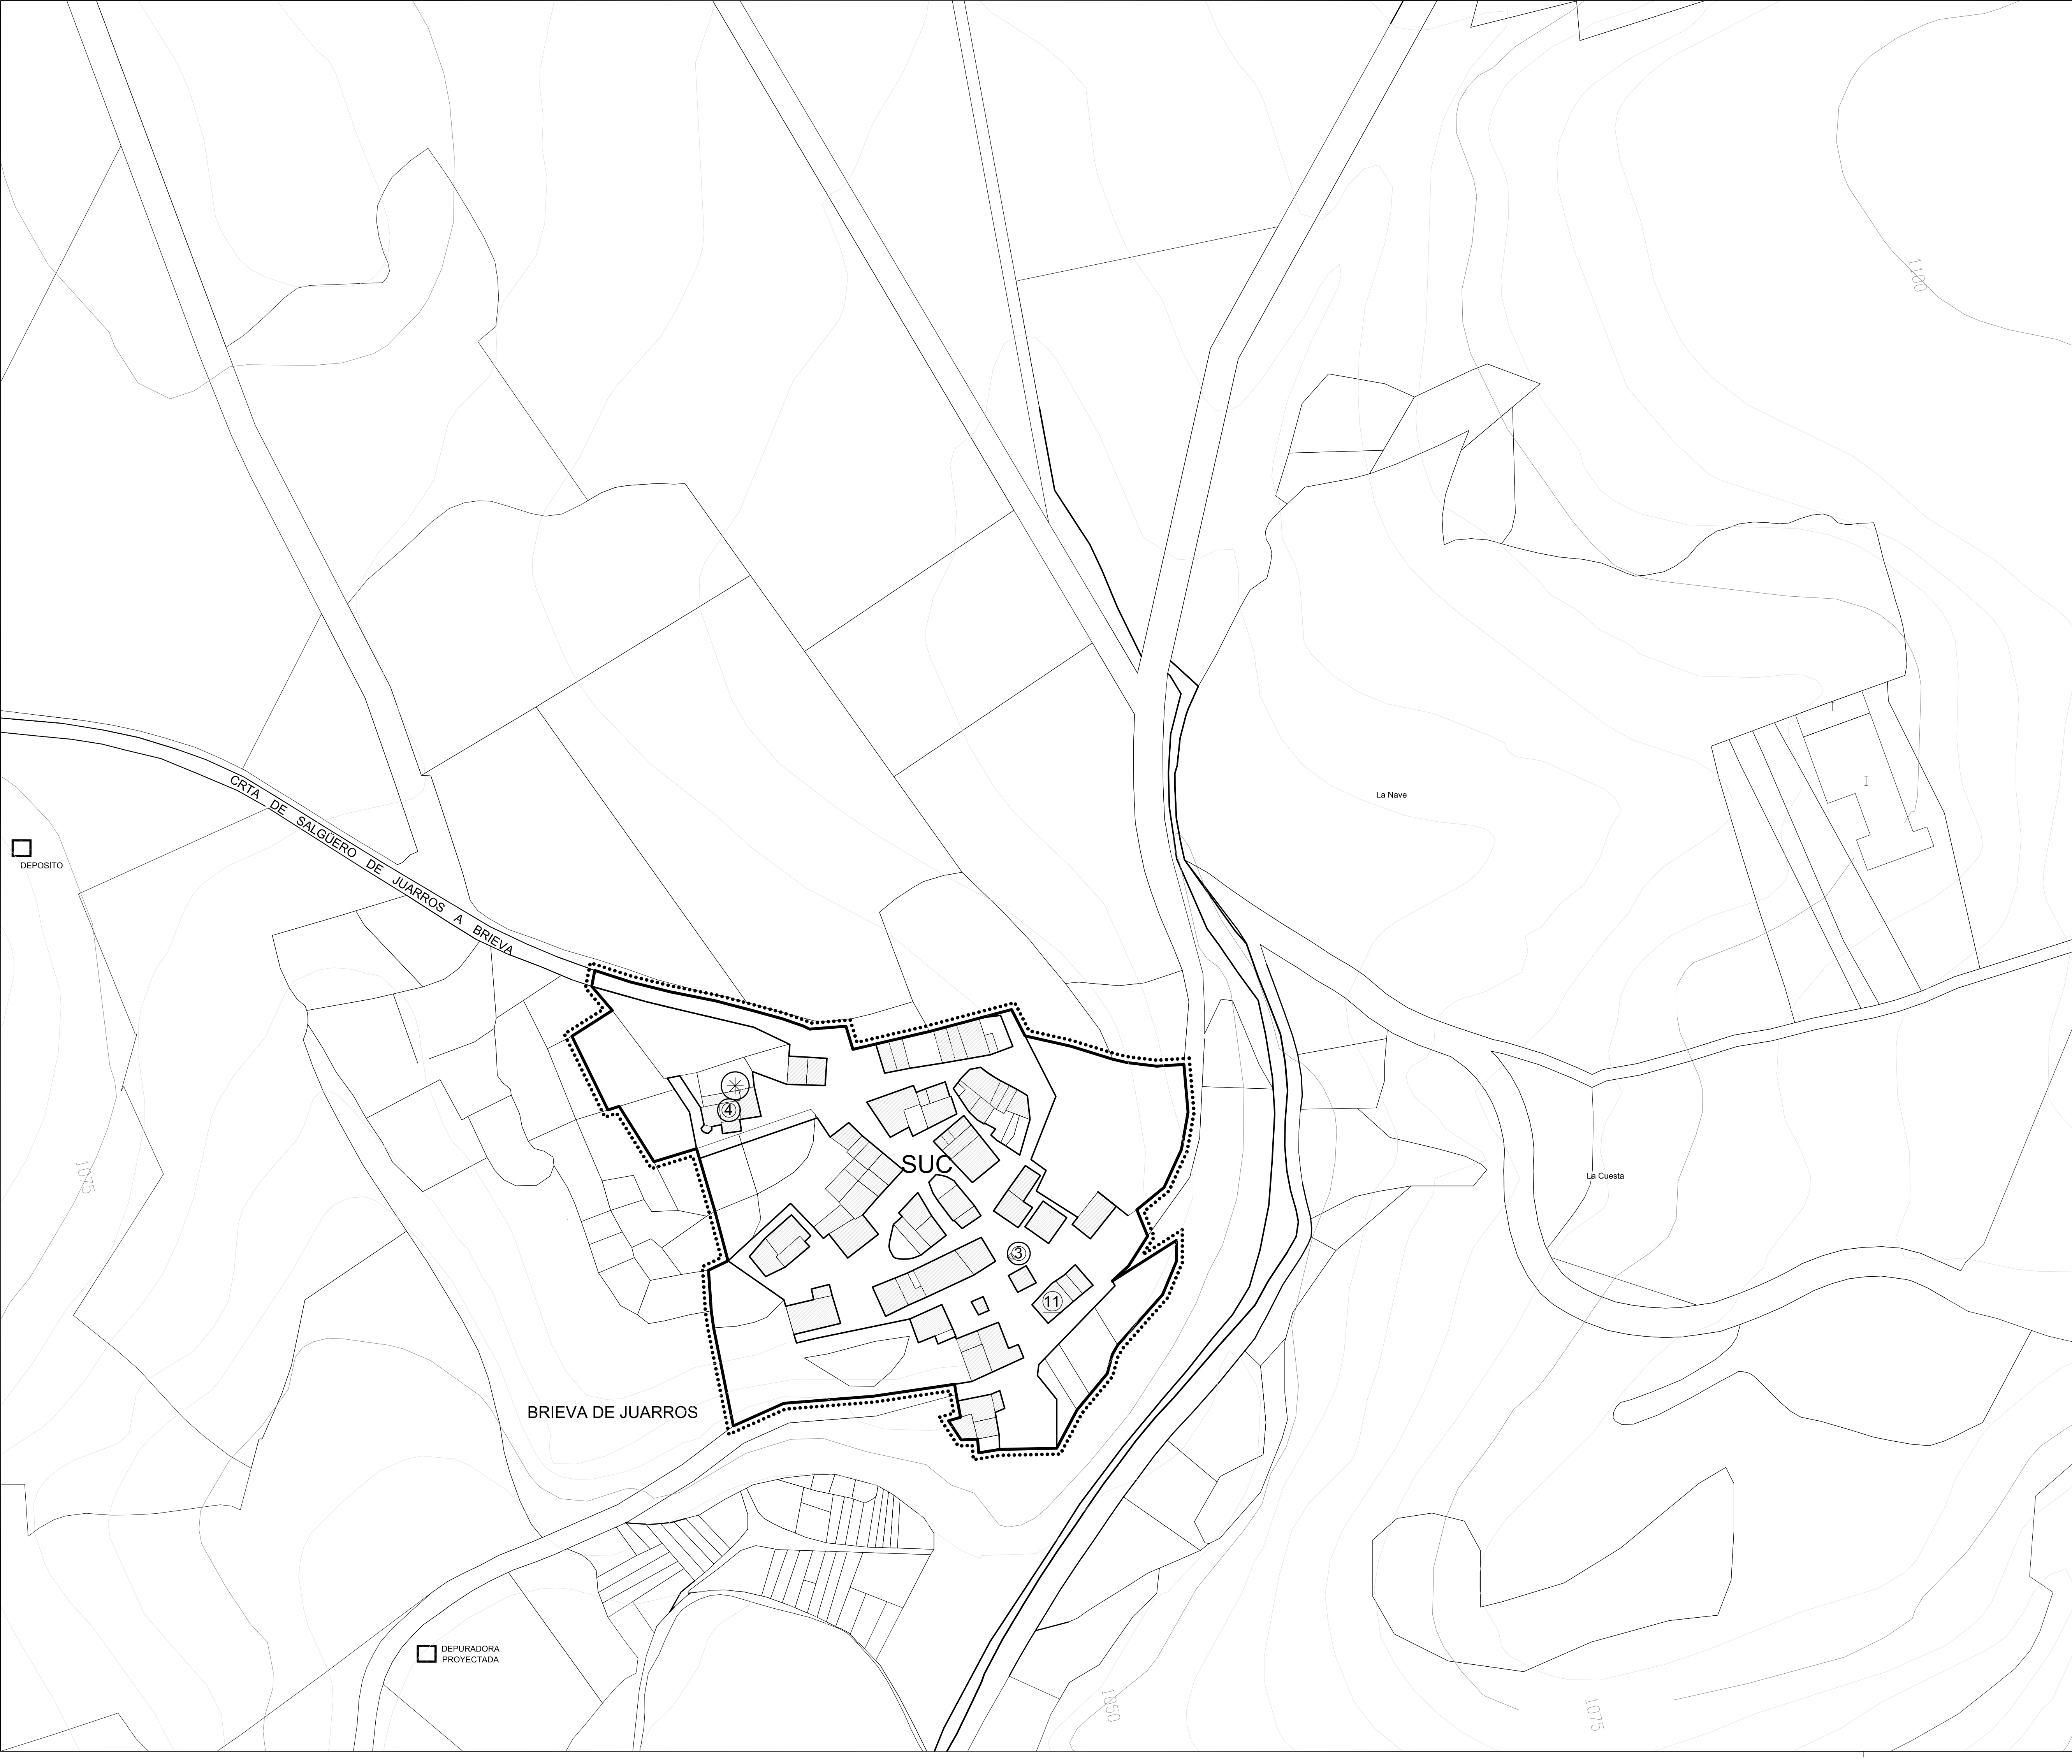 1100
I
I
La Nave
CRTA DE SALGÜERO DE JUARROS A BRIEVA
DEPOSITO
4
SUC
1075
La Cuesta
3
11
BRIEVA DE JUARROS
DEPURADORA
PROYECTADA
1050
1075